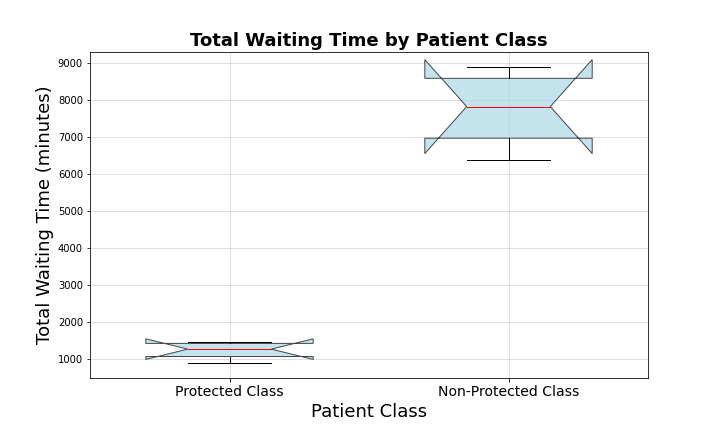 Total Waiting Time by Patient Class
Total Waiting Time (minutes)
9000
8000
7000
6000
5000
4000
3000
2000
1000
Protected Class
Non-Protected Class
Patient Class